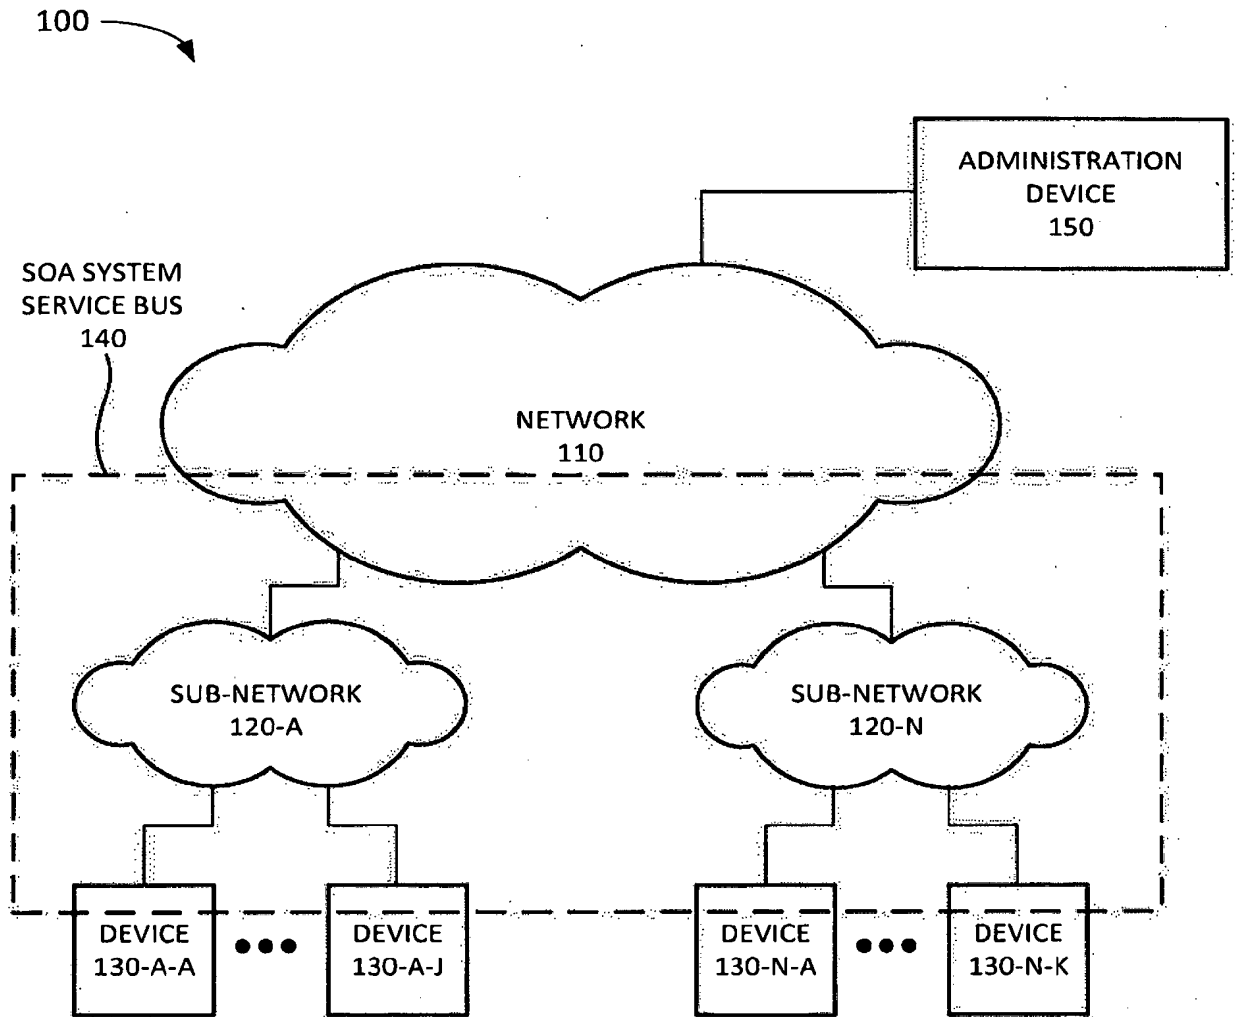 100
ADMINISTRATION
DEVICE
150
SOA SYSTEM
SERVICE BUS
140
NETWORK
110
SUB-NETWORK
120-A
SUB-NETWORK
120-N
DEVICE
130-A-A
DEVICE
130-A-J
DEVICE
130-N-A
DEVICE
130-N-K